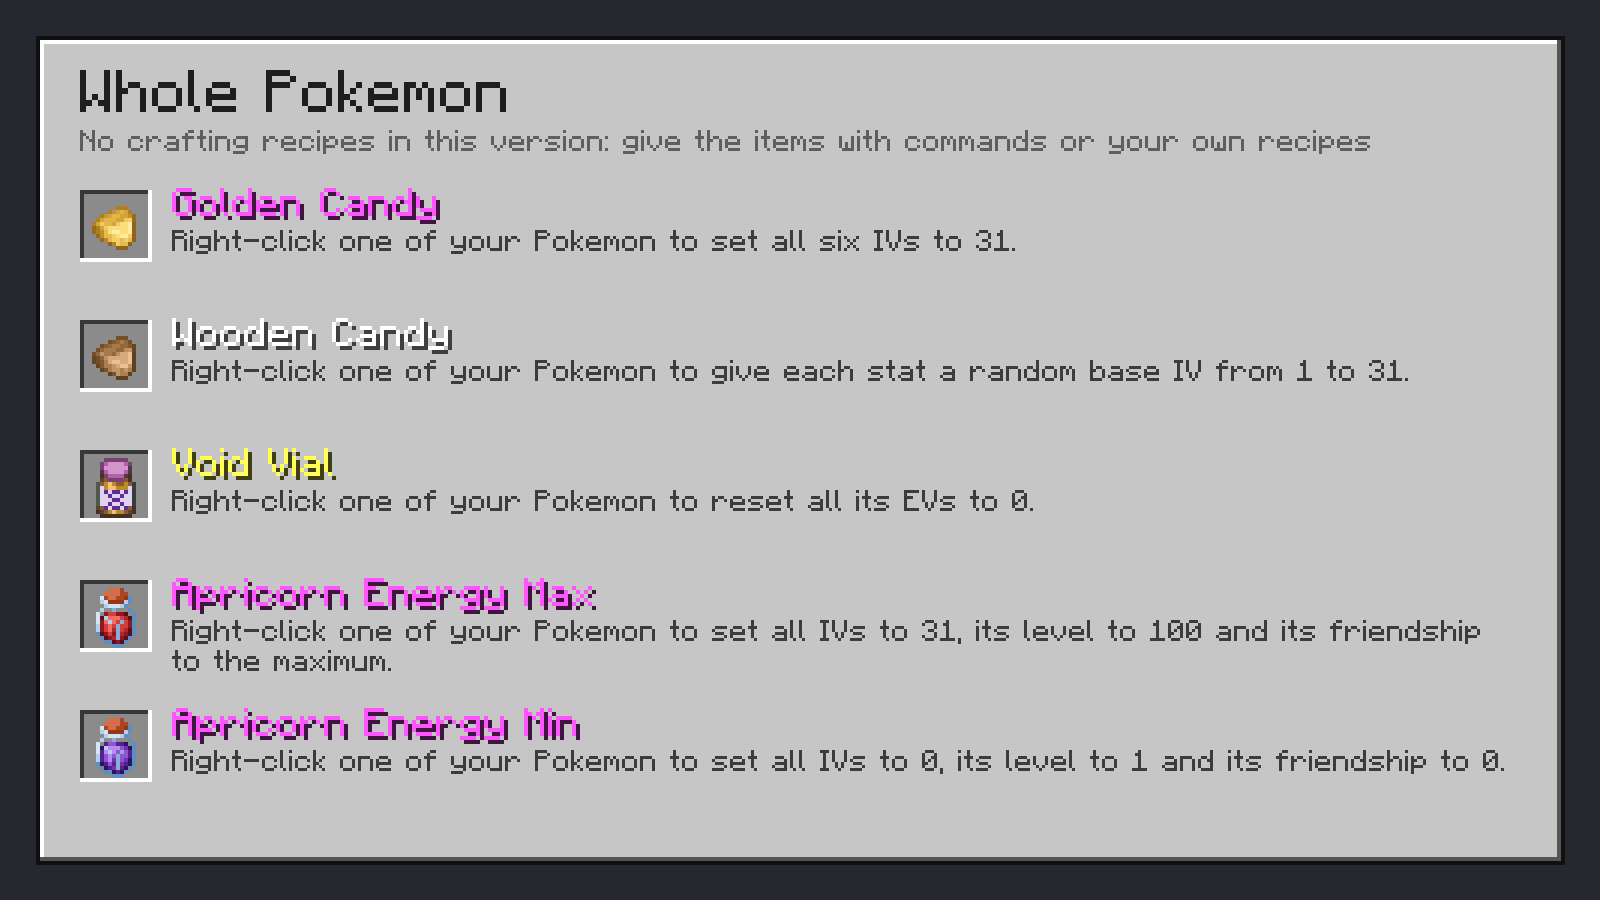 Whole Pokemon
No crafting recipes in this version: give the items with commands or your own recipes
Golden Candy
Right-click one of your Pokemon to set all six IVs to 31.
Wooden Candy
Right-click one of your Pokemon to give each stat a random base IV from 1 to 31.
Void Vial
Right-click one of your Pokemon to reset all its EVs to 0.
Apricorn Energy Max
Right-click one of your Pokemon to set all IVs to 31, its level to 100 and its friendship
to the maximum.
Apricorn Energy Min
Right-click one of your Pokemon to set all IVs to 0, its level to 1 and its friendship to 0.